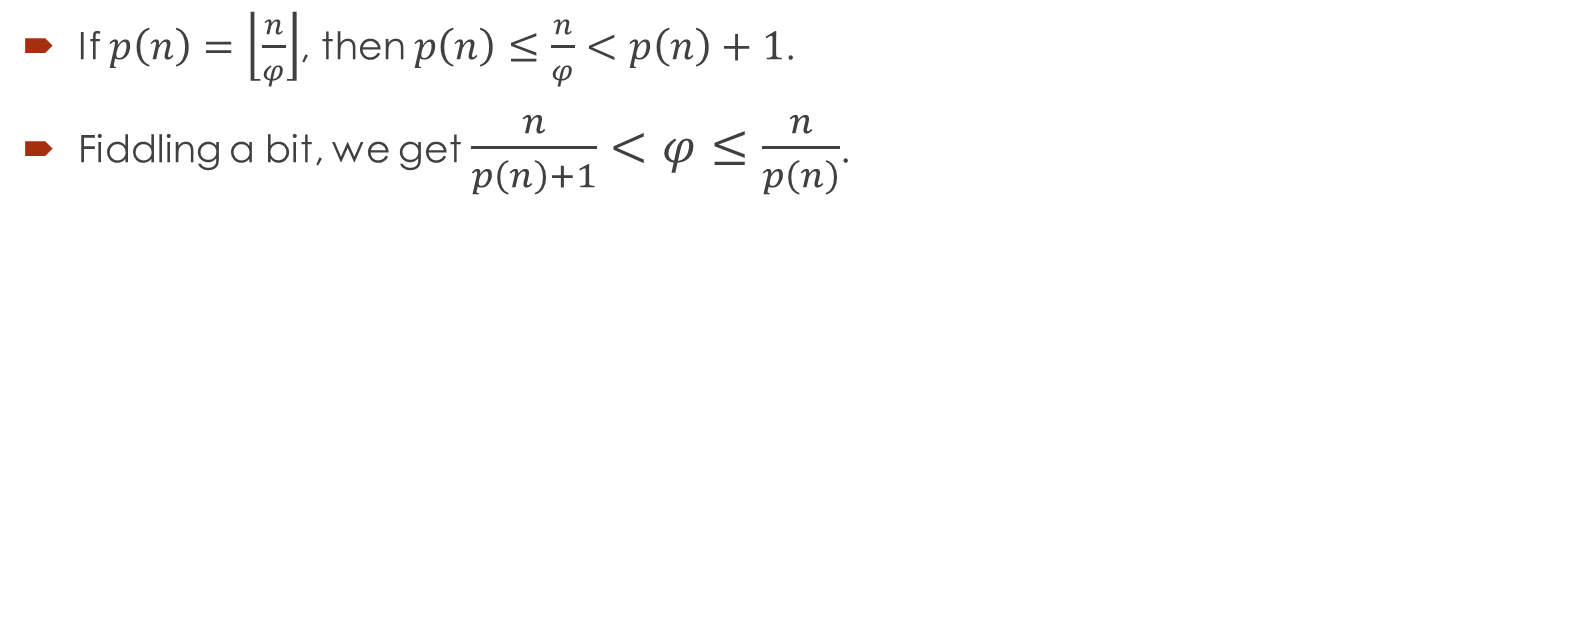 If p(n) = ⌊n/φ⌋, then p(n) ≤ n/φ < p(n) + 1.
Fiddling a bit, we get n/(p(n)+1) < φ ≤ n/p(n).